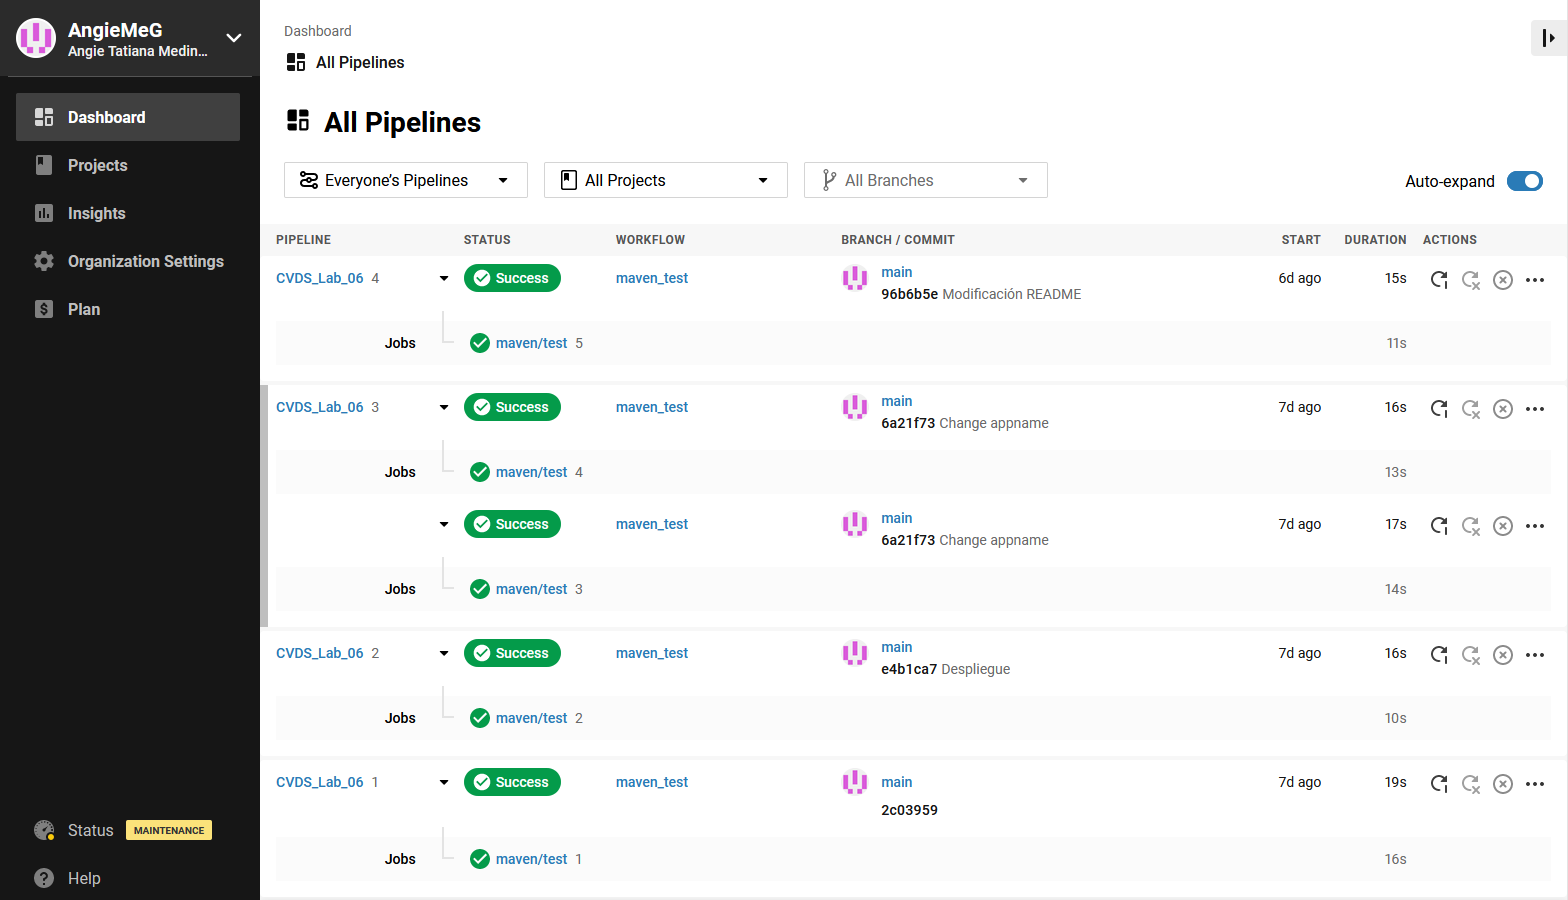 AngieMeG
Angie Tatiana Medin...
Dashboard
Projects
Insights
Organization Settings
Plan
Status MAINTENANCE
Help
Dashboard
All Pipelines
All Pipelines
Everyone's Pipelines All Projects All Branches Auto-expand
PIPELINE STATUS WORKFLOW BRANCH / COMMIT START DURATION ACTIONS
CVDS_Lab_06 4 Success maven_test main 6d ago 15s
96b6b5e Modificación README
Jobs maven/test 5 11s
CVDS_Lab_06 3 Success maven_test main 7d ago 16s
6a21f73 Change appname
Jobs maven/test 4 13s
Success maven_test main 7d ago 17s
6a21f73 Change appname
Jobs maven/test 3 14s
CVDS_Lab_06 2 Success maven_test main 7d ago 16s
e4b1ca7 Despliegue
Jobs maven/test 2 10s
CVDS_Lab_06 1 Success maven_test main 7d ago 19s
2c03959
Jobs maven/test 1 16s